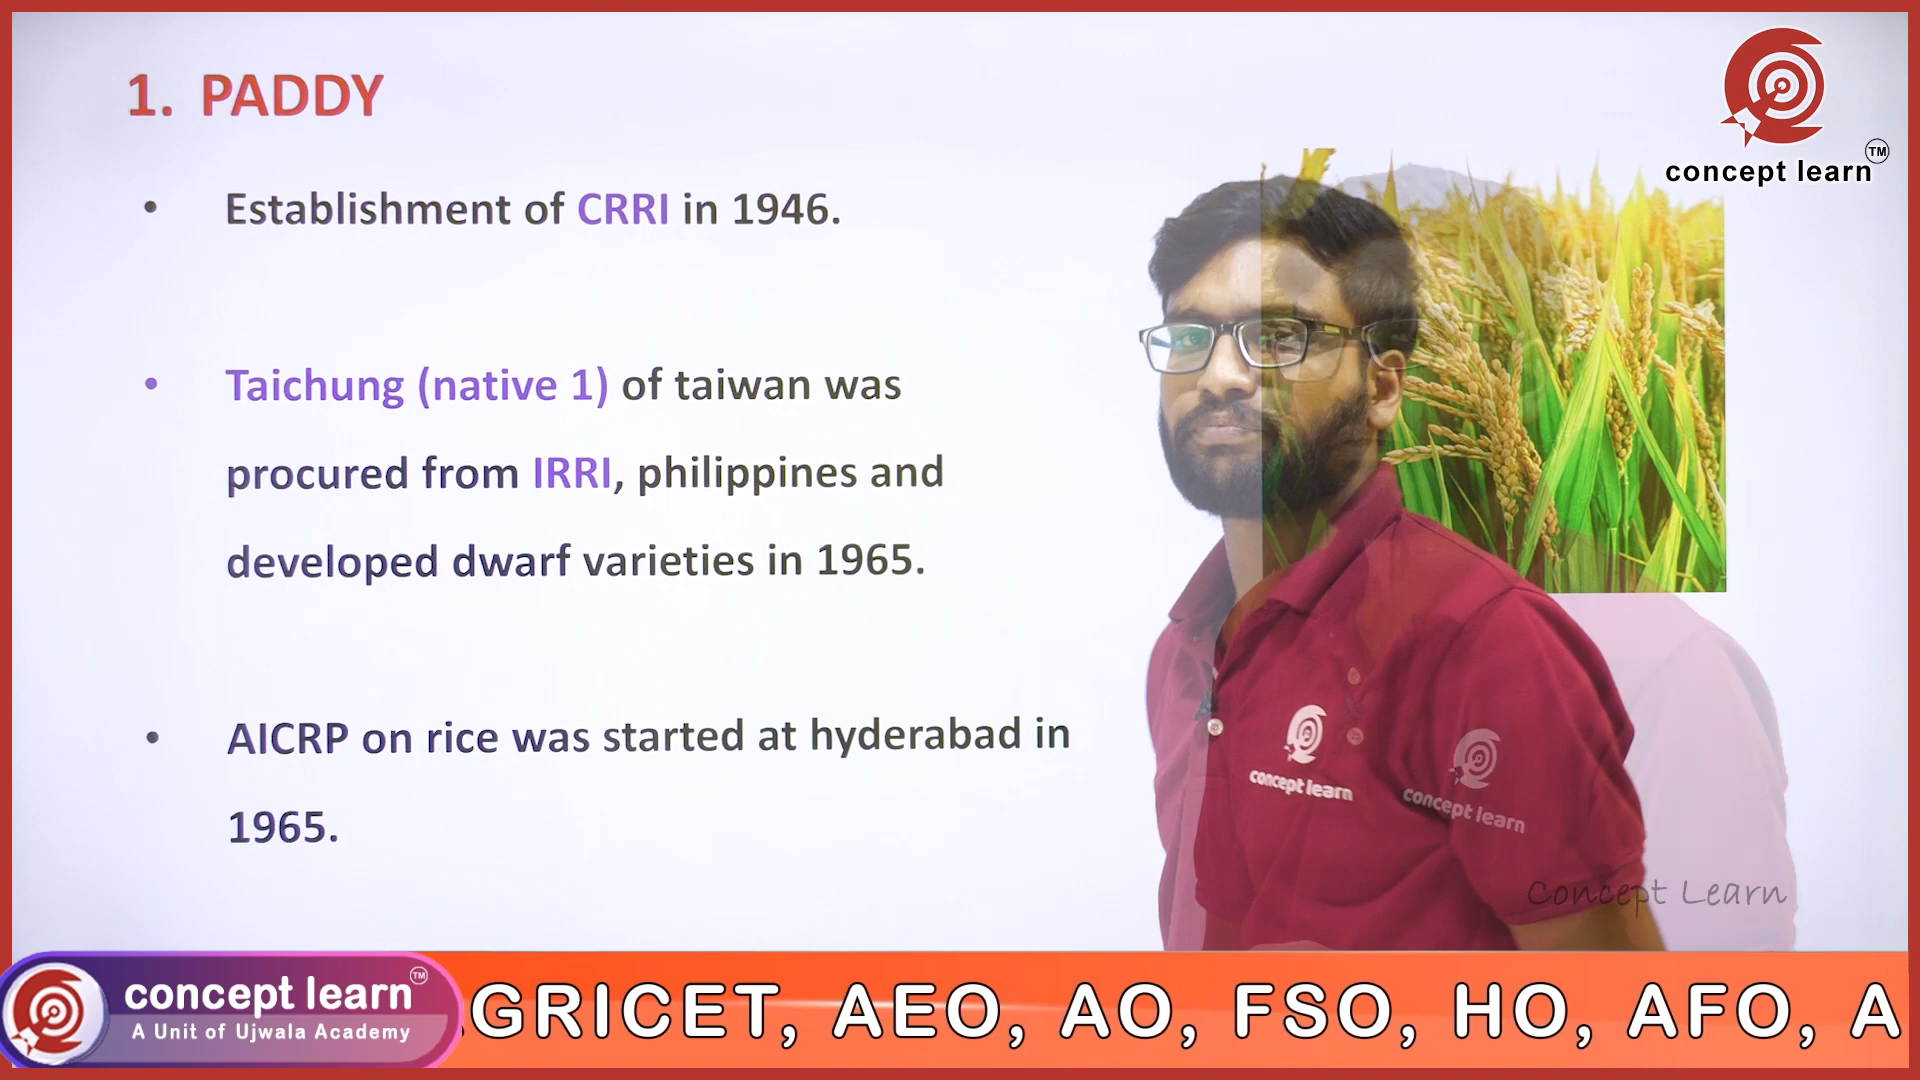 1. PADDY
• Establishment of CRRI in 1946.
• Taichung (native 1) of taiwan was
procured from IRRI, philippines and
developed dwarf varieties in 1965.
• AICRP on rice was started at hyderabad in
1965.
concept learn TM
concept learn
concept learn
Concept Learn
concept learn TM
A Unit of Ujwala Academy
GRICET, AEO, AO, FSO, HO, AFO, A